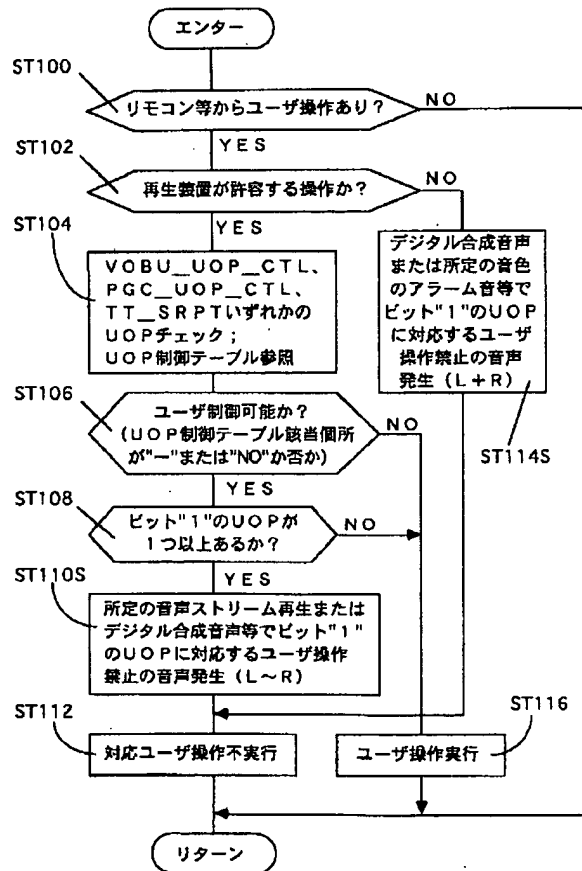 エンター
ST100
リモコン等からユーザ操作あり?
NO
YES
ST102
再生装置が許容する操作か?
NO
YES
ST104
VOBU_UOP_CTL、
PGC_UOP_CTL、
TT_SRPTいずれかの
UOPチェック;
UOP制御テーブル参照
デジタル合成音声
または所定の音色
のアラーム音等で
ビット"1"のUOP
に対応するユーザ
操作禁止の音声
発生(L+R)
ST114S
ST106
ユーザ制御可能か?
(UOP制御テーブル該当個所
が"ー"または"NO"か否か)
NO
YES
ST108
ビット"1"のUOPが
1つ以上あるか?
NO
YES
ST110S
所定の音声ストリーム再生または
デジタル合成音声等でビット"1"
のUOPに対応するユーザ操作
禁止の音声発生(L~R)
ST112
対応ユーザ操作不実行
ST116
ユーザ操作実行
リターン